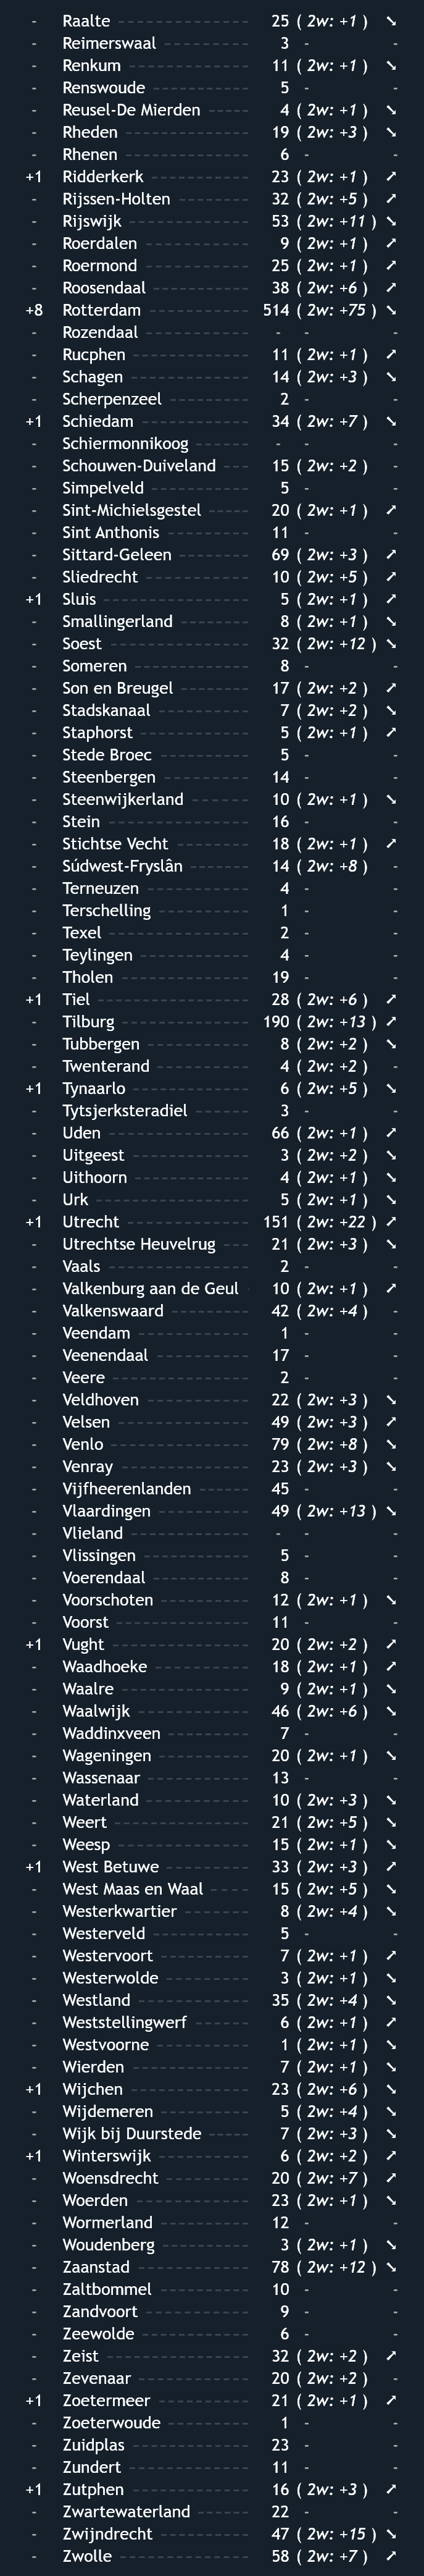 - Raalte 25 ( 2w: +1 ) ↘
- Reimerswaal 3 - -
- Renkum 11 ( 2w: +1 ) ↘
- Renswoude 5 - -
- Reusel-De Mierden 4 ( 2w: +1 ) ↘
- Rheden 19 ( 2w: +3 ) ↘
- Rhenen 6 - -
+1 Ridderkerk 23 ( 2w: +1 ) ↗
- Rijssen-Holten 32 ( 2w: +5 ) ↗
- Rijswijk 53 ( 2w: +11 ) ↘
- Roerdalen 9 ( 2w: +1 ) ↗
- Roermond 25 ( 2w: +1 ) ↗
- Roosendaal 38 ( 2w: +6 ) ↗
+8 Rotterdam 514 ( 2w: +75 ) ↘
- Rozendaal - - -
- Rucphen 11 ( 2w: +1 ) ↗
- Schagen 14 ( 2w: +3 ) ↘
- Scherpenzeel 2 - -
+1 Schiedam 34 ( 2w: +7 ) ↘
- Schiermonnikoog - - -
- Schouwen-Duiveland 15 ( 2w: +2 ) -
- Simpelveld 5 - -
- Sint-Michielsgestel 20 ( 2w: +1 ) ↗
- Sint Anthonis 11 - -
- Sittard-Geleen 69 ( 2w: +3 ) ↗
- Sliedrecht 10 ( 2w: +5 ) ↗
+1 Sluis 5 ( 2w: +1 ) ↗
- Smallingerland 8 ( 2w: +1 ) ↘
- Soest 32 ( 2w: +12 ) ↘
- Someren 8 - -
- Son en Breugel 17 ( 2w: +2 ) ↗
- Stadskanaal 7 ( 2w: +2 ) ↘
- Staphorst 5 ( 2w: +1 ) ↗
- Stede Broec 5 - -
- Steenbergen 14 - -
- Steenwijkerland 10 ( 2w: +1 ) ↘
- Stein 16 - -
- Stichtse Vecht 18 ( 2w: +1 ) ↗
- Súdwest-Fryslân 14 ( 2w: +8 ) -
- Terneuzen 4 - -
- Terschelling 1 - -
- Texel 2 - -
- Teylingen 4 - -
- Tholen 19 - -
+1 Tiel 28 ( 2w: +6 ) ↗
- Tilburg 190 ( 2w: +13 ) ↗
- Tubbergen 8 ( 2w: +2 ) ↘
- Twenterand 4 ( 2w: +2 ) -
+1 Tynaarlo 6 ( 2w: +5 ) ↘
- Tytsjerksteradiel 3 - -
- Uden 66 ( 2w: +1 ) ↗
- Uitgeest 3 ( 2w: +2 ) ↘
- Uithoorn 4 ( 2w: +1 ) ↘
- Urk 5 ( 2w: +1 ) ↘
+1 Utrecht 151 ( 2w: +22 ) ↗
- Utrechtse Heuvelrug 21 ( 2w: +3 ) ↘
- Vaals 2 - -
- Valkenburg aan de Geul 10 ( 2w: +1 ) ↗
- Valkenswaard 42 ( 2w: +4 ) -
- Veendam 1 - -
- Veenendaal 17 - -
- Veere 2 - -
- Veldhoven 22 ( 2w: +3 ) ↘
- Velsen 49 ( 2w: +3 ) ↗
- Venlo 79 ( 2w: +8 ) ↘
- Venray 23 ( 2w: +3 ) ↘
- Vijfheerenlanden 45 - -
- Vlaardingen 49 ( 2w: +13 ) ↘
- Vlieland - - -
- Vlissingen 5 - -
- Voerendaal 8 - -
- Voorschoten 12 ( 2w: +1 ) ↘
- Voorst 11 - -
+1 Vught 20 ( 2w: +2 ) ↗
- Waadhoeke 18 ( 2w: +1 ) ↗
- Waalre 9 ( 2w: +1 ) ↘
- Waalwijk 46 ( 2w: +6 ) ↗
- Waddinxveen 7 - -
- Wageningen 20 ( 2w: +1 ) ↘
- Wassenaar 13 - -
- Waterland 10 ( 2w: +3 ) ↘
- Weert 21 ( 2w: +5 ) ↘
- Weesp 15 ( 2w: +1 ) ↘
+1 West Betuwe 33 ( 2w: +3 ) ↗
- West Maas en Waal 15 ( 2w: +5 ) ↘
- Westerkwartier 8 ( 2w: +4 ) ↘
- Westerveld 5 - -
- Westervoort 7 ( 2w: +1 ) ↗
- Westerwolde 3 ( 2w: +1 ) ↘
- Westland 35 ( 2w: +4 ) ↘
- Weststellingwerf 6 ( 2w: +1 ) ↗
- Westvoorne 1 ( 2w: +1 ) ↘
- Wierden 7 ( 2w: +1 ) ↘
+1 Wijchen 23 ( 2w: +6 ) ↘
- Wijdemeren 5 ( 2w: +4 ) ↘
- Wijk bij Duurstede 7 ( 2w: +3 ) ↘
+1 Winterswijk 6 ( 2w: +2 ) ↗
- Woensdrecht 20 ( 2w: +7 ) ↗
- Woerden 23 ( 2w: +1 ) ↘
- Wormerland 12 - -
- Woudenberg 3 ( 2w: +1 ) ↘
- Zaanstad 78 ( 2w: +12 ) ↘
- Zaltbommel 10 - -
- Zandvoort 9 - -
- Zeewolde 6 - -
- Zeist 32 ( 2w: +2 ) ↗
- Zevenaar 20 ( 2w: +2 ) -
+1 Zoetermeer 21 ( 2w: +1 ) ↗
- Zoeterwoude 1 - -
- Zuidplas 23 - -
- Zundert 11 - -
+1 Zutphen 16 ( 2w: +3 ) ↗
- Zwartewaterland 22 - -
- Zwijndrecht 47 ( 2w: +15 ) ↘
- Zwolle 58 ( 2w: +7 ) ↗